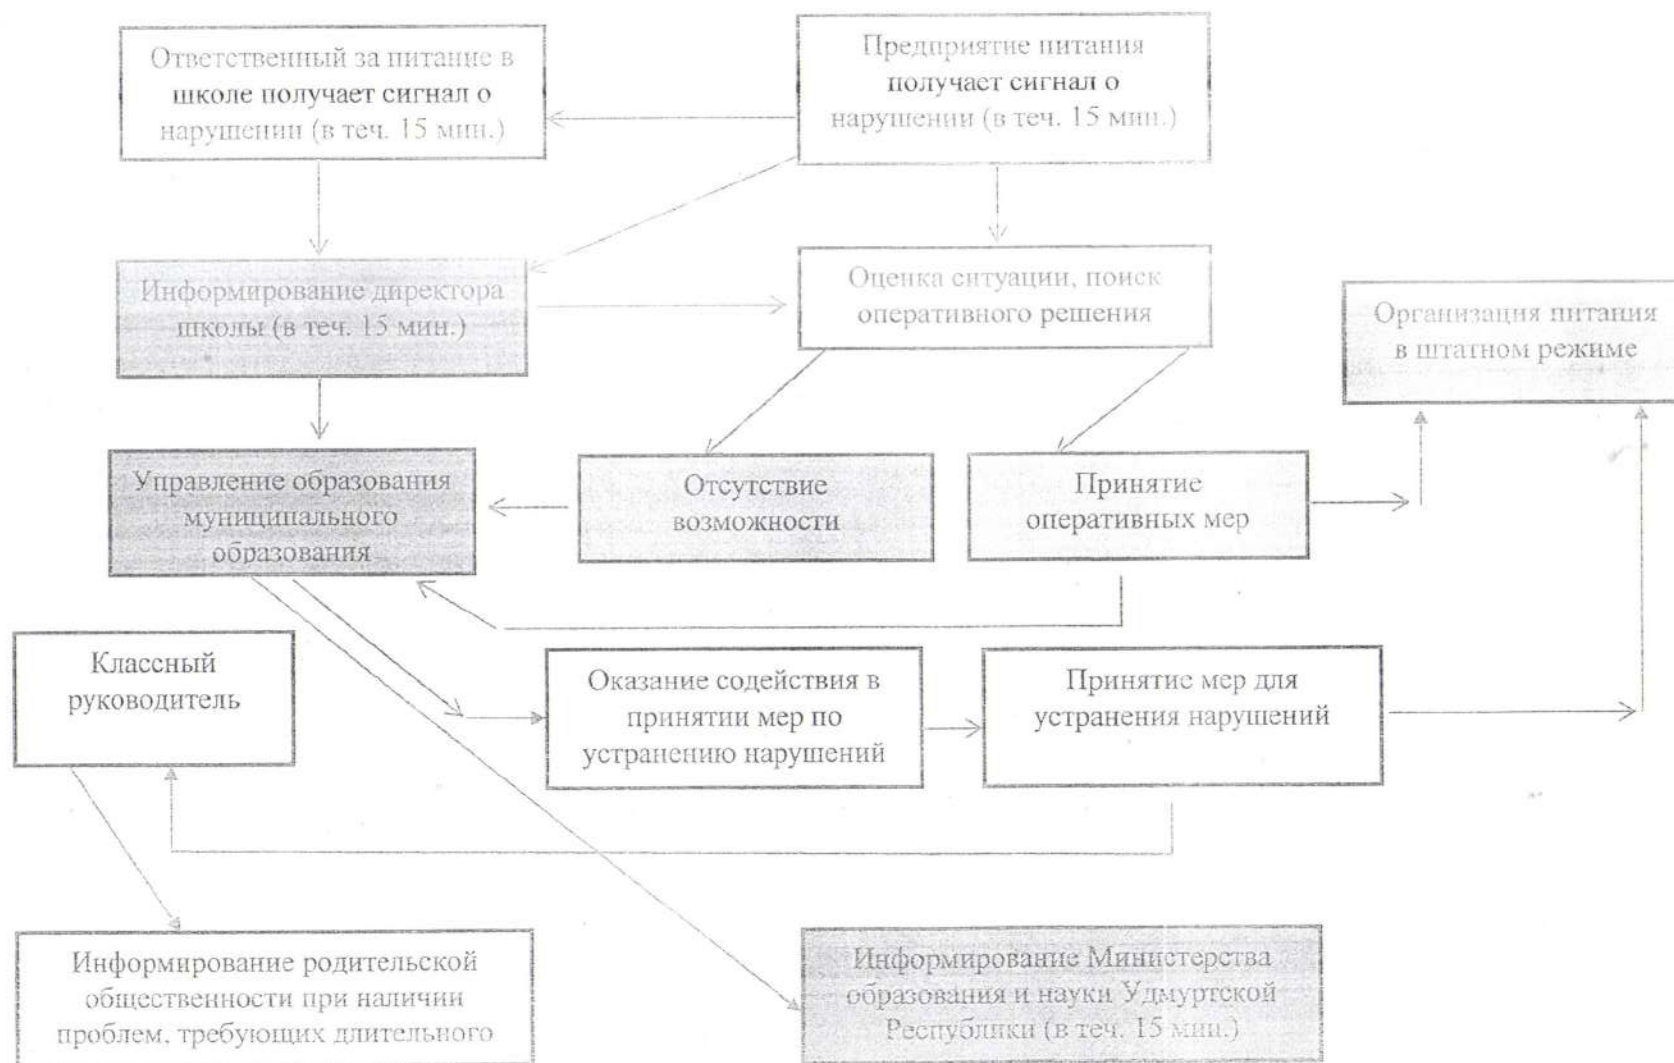 Ответственный за питание в
школе получает сигнал о
нарушении (в теч. 15 мин.)
Предприятие питания
получает сигнал о
нарушении (в теч. 15 мин.)
Информирование директора
школы (в теч. 15 мин.)
Оценка ситуации, поиск
оперативного решения
Организация питания
в штатном режиме
Управление образования
муниципального
образования
Отсутствие
возможности
Принятие
оперативных мер
Классный
руководитель
Оказание содействия в
принятии мер по
устранению нарушений
Принятие мер для
устранения нарушений
Информирование родительской
общественности при наличии
проблем, требующих длительного
Информирование Министерства
образования и науки Удмуртской
Республики (в теч. 15 мин.)